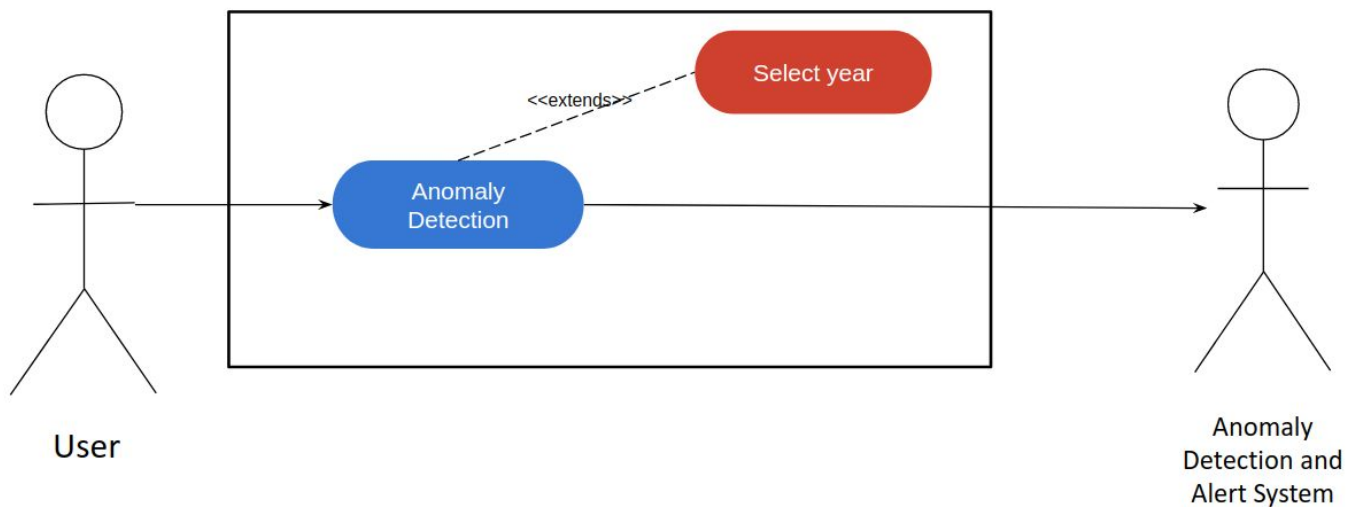 Select year
<<extends>>
Anomaly
Detection
User
Anomaly
Detection and
Alert System